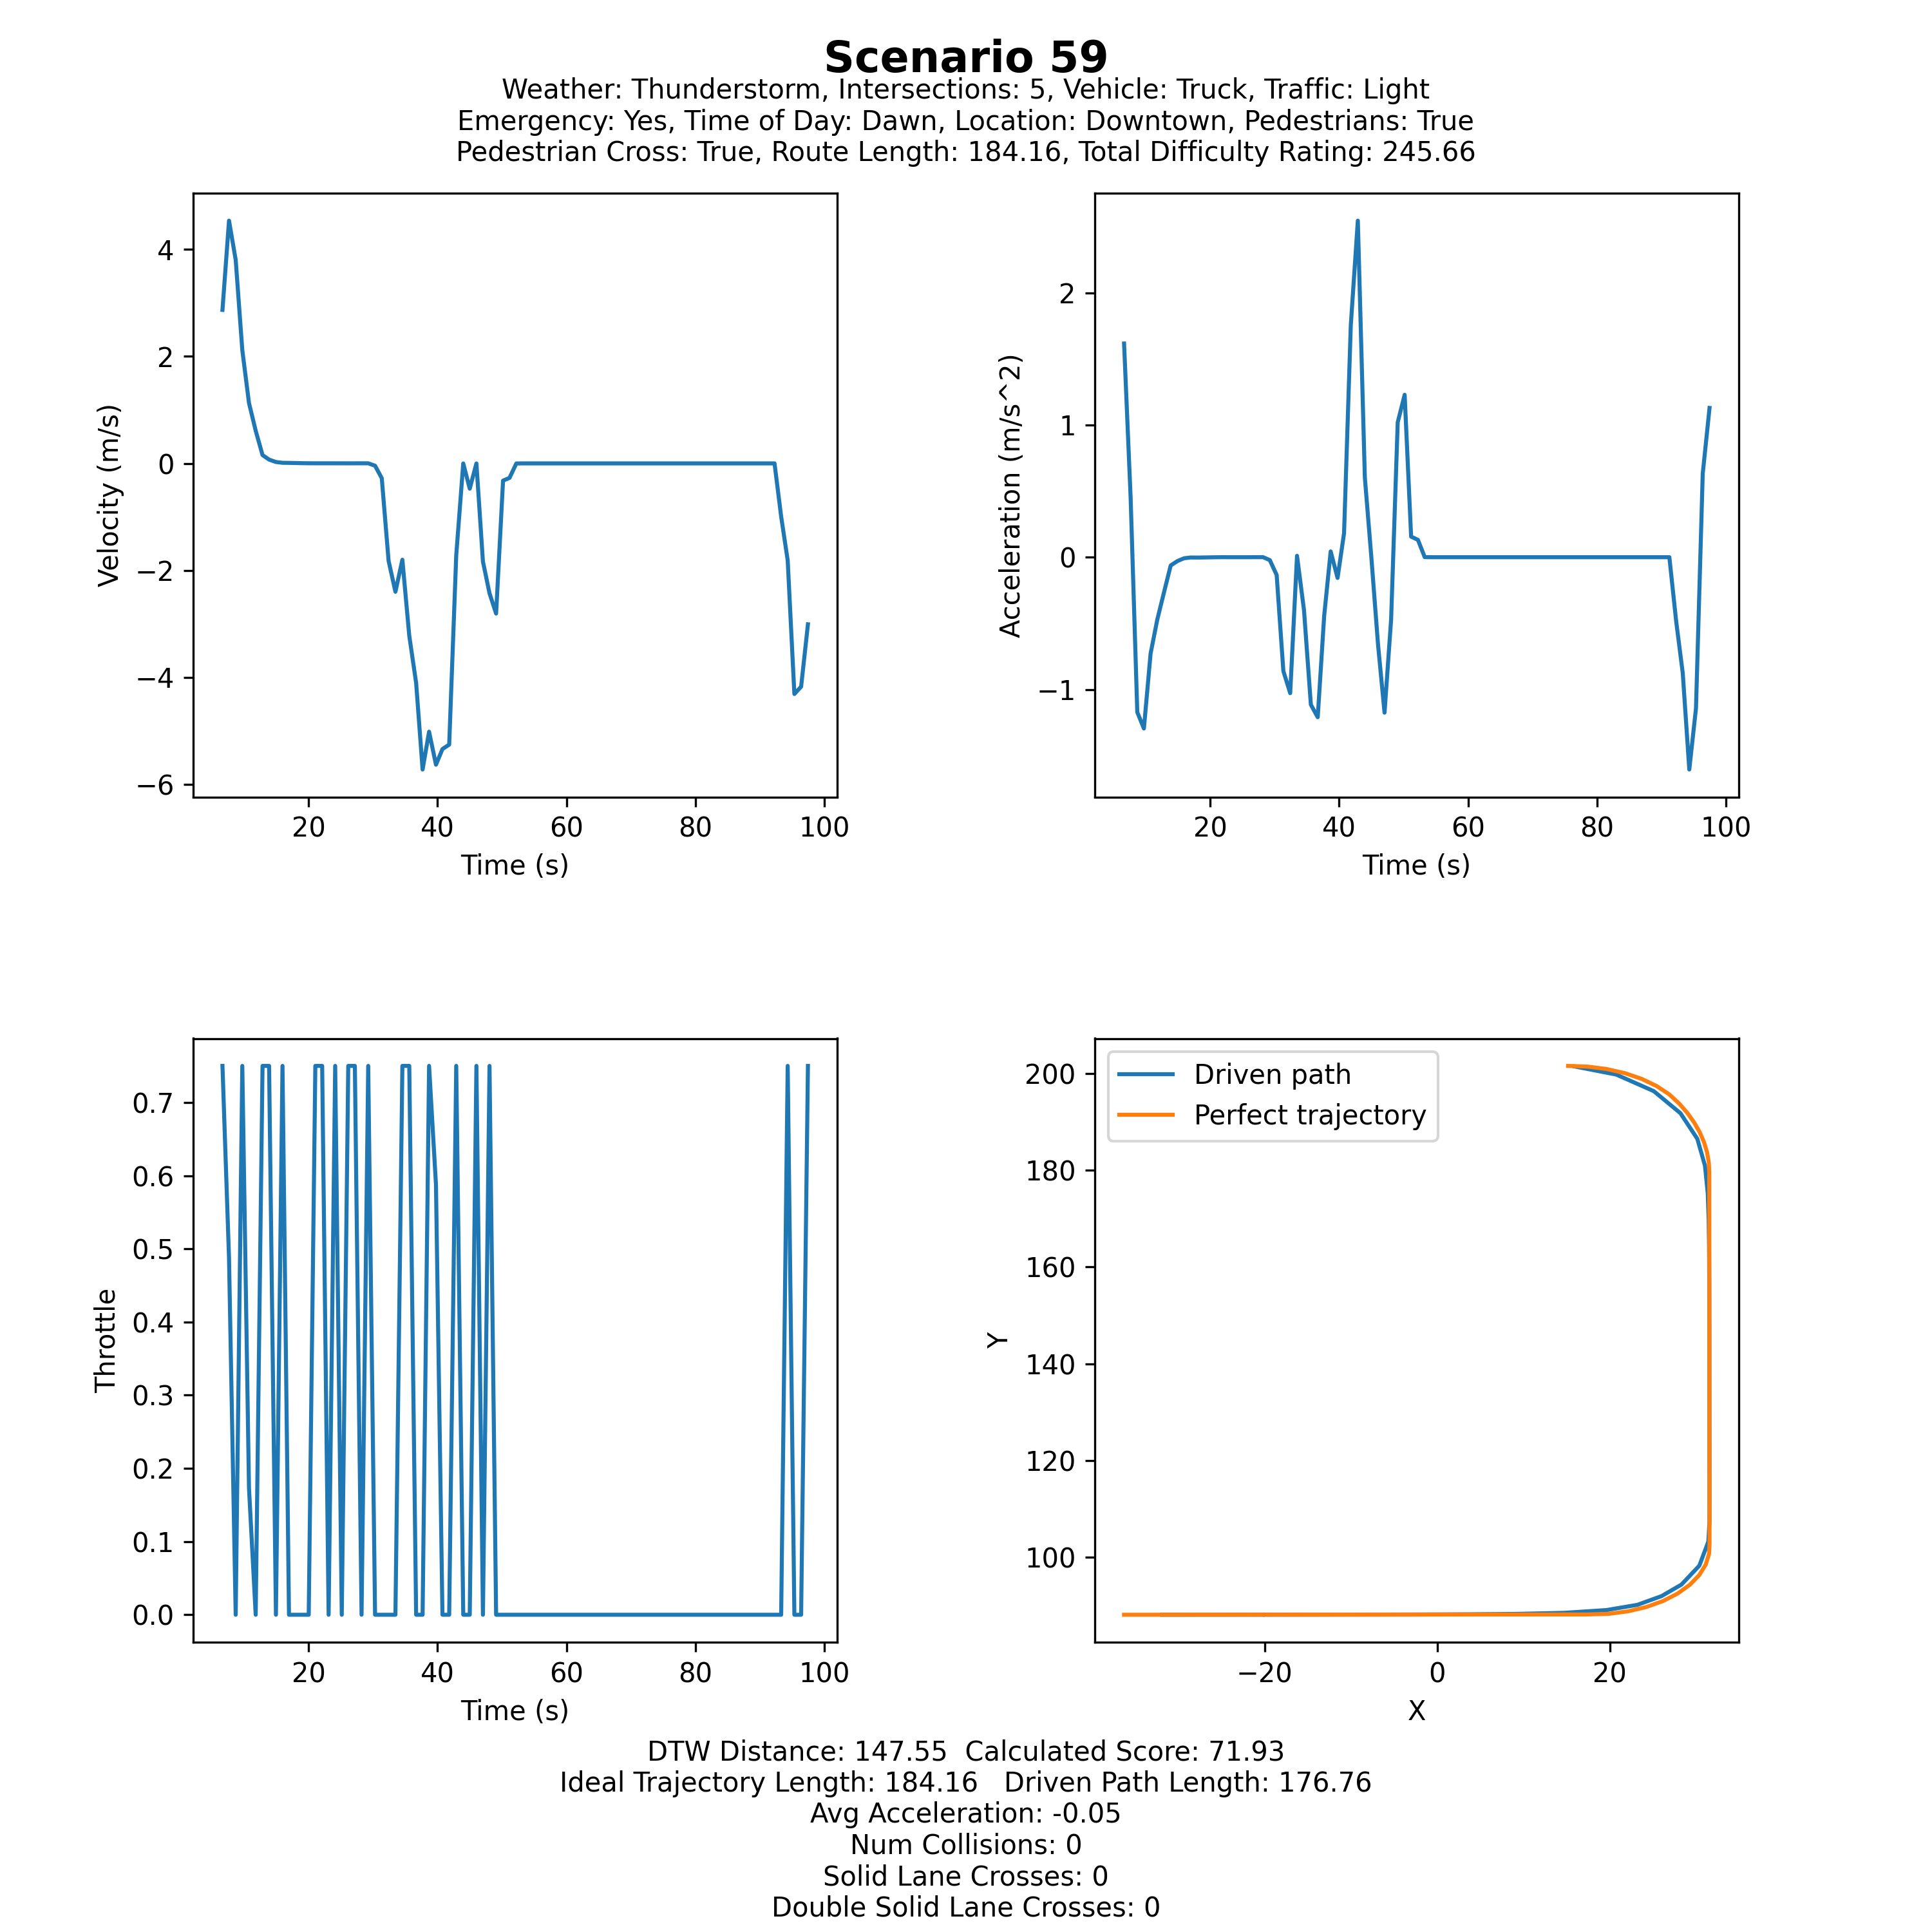 Scenario 59
Weather: Thunderstorm, Intersections: 5, Vehicle: Truck, Traffic: Light
Emergency: Yes, Time of Day: Dawn, Location: Downtown, Pedestrians: True
Pedestrian Cross: True, Route Length: 184.16, Total Difficulty Rating: 245.66
Velocity (m/s)
4
2
0
−2
−4
−6
20 40 60 80 100
Time (s)
Acceleration (m/s^2)
2
1
0
−1
20 40 60 80 100
Time (s)
Throttle
0.7
0.6
0.5
0.4
0.3
0.2
0.1
0.0
20 40 60 80 100
Time (s)
Driven path
Perfect trajectory
Y
200
180
160
140
120
100
−20 0 20
X
DTW Distance: 147.55  Calculated Score: 71.93
Ideal Trajectory Length: 184.16   Driven Path Length: 176.76
Avg Acceleration: -0.05
Num Collisions: 0
Solid Lane Crosses: 0
Double Solid Lane Crosses: 0